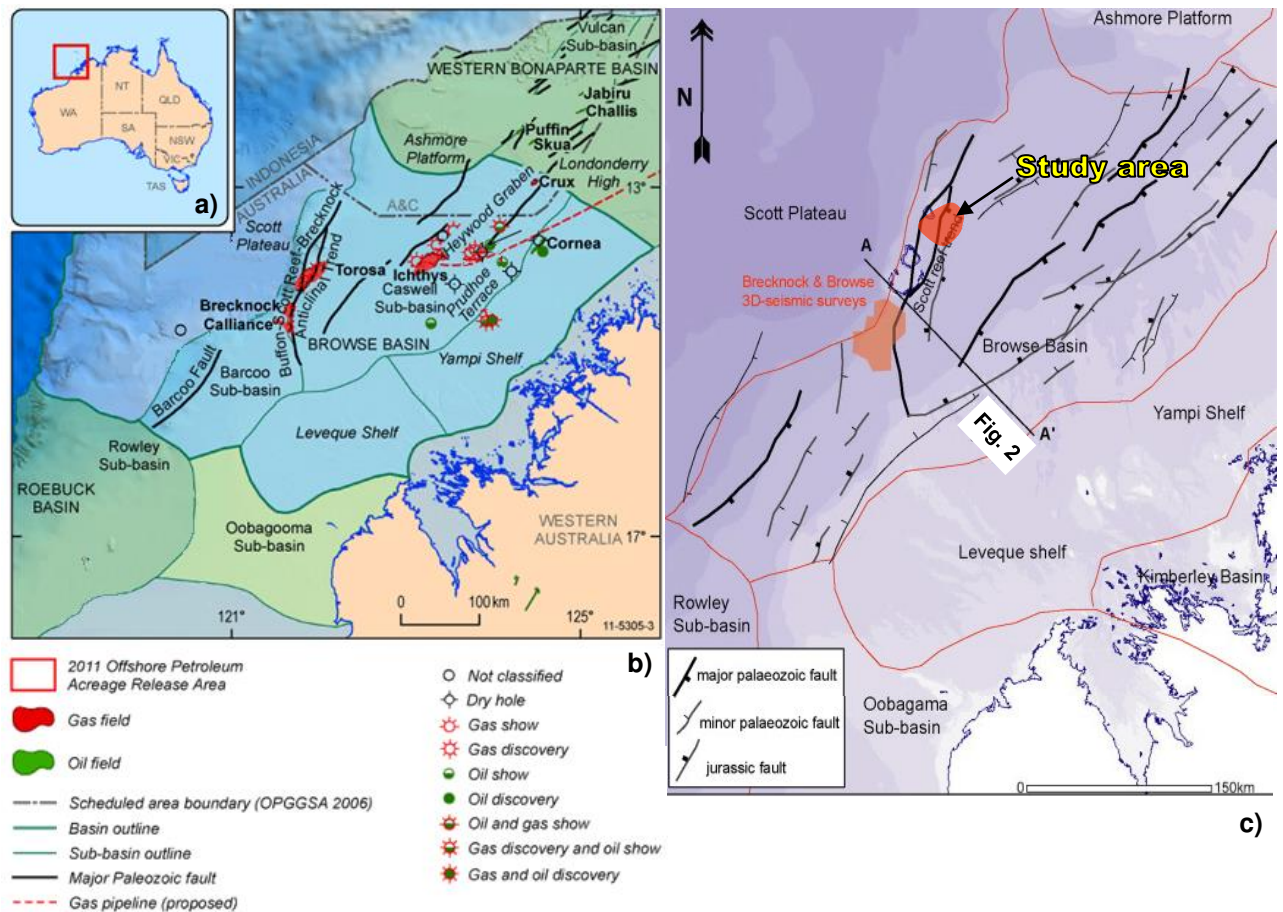 WA
NT
QLD
SA
NSW
VIC
TAS
a)
INDONESIA
AUSTRALIA
Vulcan
Sub-basin
WESTERN BONAPARTE BASIN
Jabiru
Challis
Puffin
Skua
Ashmore
Platform
Londonderry
High
Crux
13°
A&C
Scott
Plateau
Heywood Graben
Buffon Scott Reef-Brecknock
Anticlinal Trend
Torosa
Ichthys
Caswell
Sub-basin
Prudhoe
Terrace
Cornea
Brecknock
Calliance
BROWSE BASIN
Yampi Shelf
Barcoo Fault
Barcoo
Sub-basin
Leveque Shelf
Rowley
Sub-basin
ROEBUCK
BASIN
Oobagooma
Sub-basin
WESTERN
AUSTRALIA
17°
0
100 km
121°
125°
11-5305-3
b)
2011 Offshore Petroleum
Acreage Release Area
Gas field
Oil field
Scheduled area boundary (OPGGSA 2006)
Basin outline
Sub-basin outline
Major Paleozoic fault
Gas pipeline (proposed)
Not classified
Dry hole
Gas show
Gas discovery
Oil show
Oil discovery
Oil and gas show
Gas discovery and oil show
Gas and oil discovery
N
Ashmore Platform
Study area
Scott Plateau
A
Scott reef trend
Brecknock & Browse
3D-seismic surveys
Browse Basin
Yampi Shelf
Fig. 2
A'
Leveque shelf
Kimberley Basin
Rowley
Sub-basin
Oobagama
Sub-basin
major palaeozoic fault
minor palaeozoic fault
jurassic fault
0
150km
c)